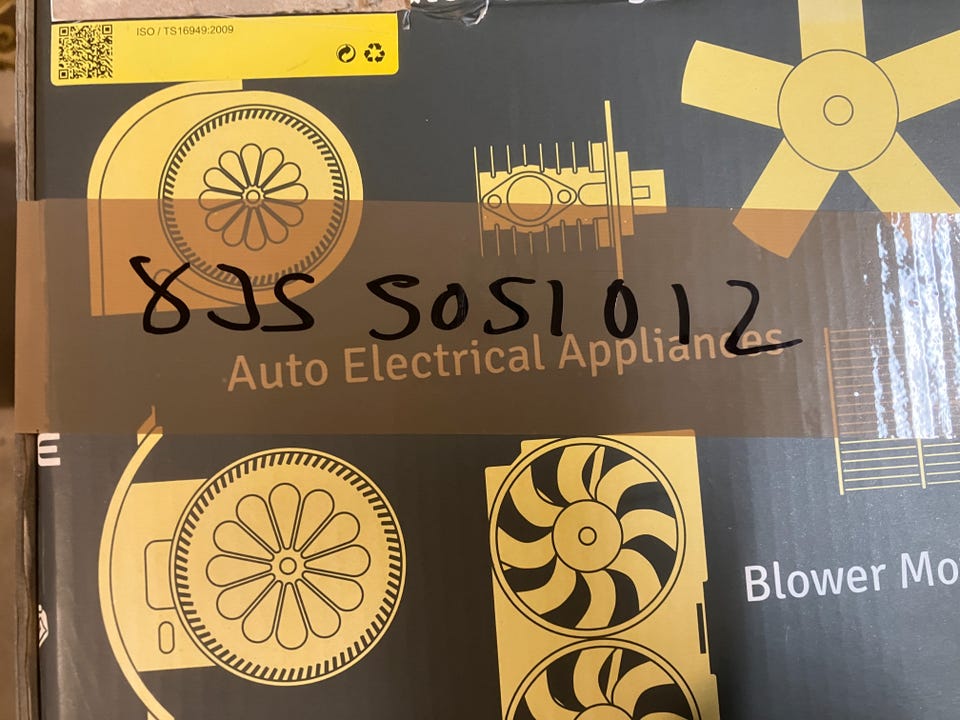 ISO / TS16949:2009
8JS 5051012
Auto Electrical Appliances
Blower Mo